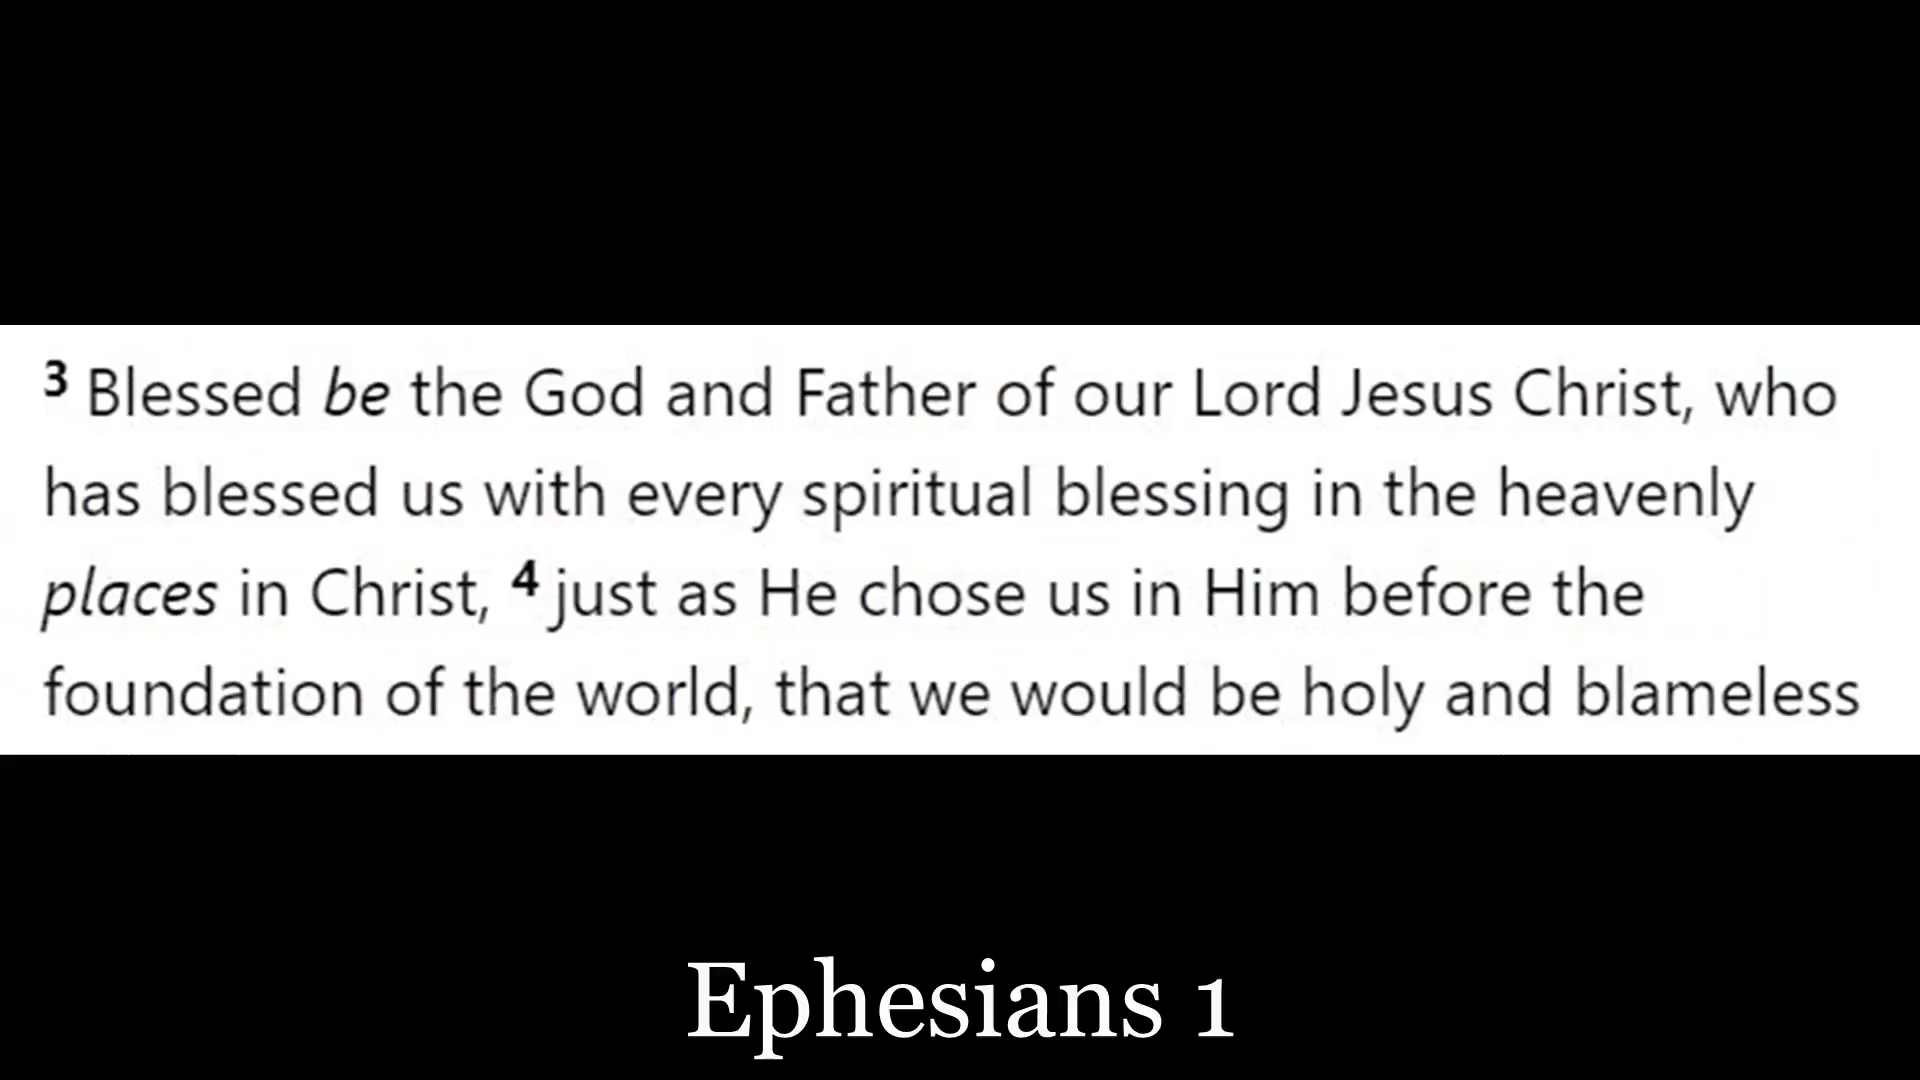 3 Blessed be the God and Father of our Lord Jesus Christ, who
has blessed us with every spiritual blessing in the heavenly
places in Christ, 4 just as He chose us in Him before the
foundation of the world, that we would be holy and blameless
Ephesians 1